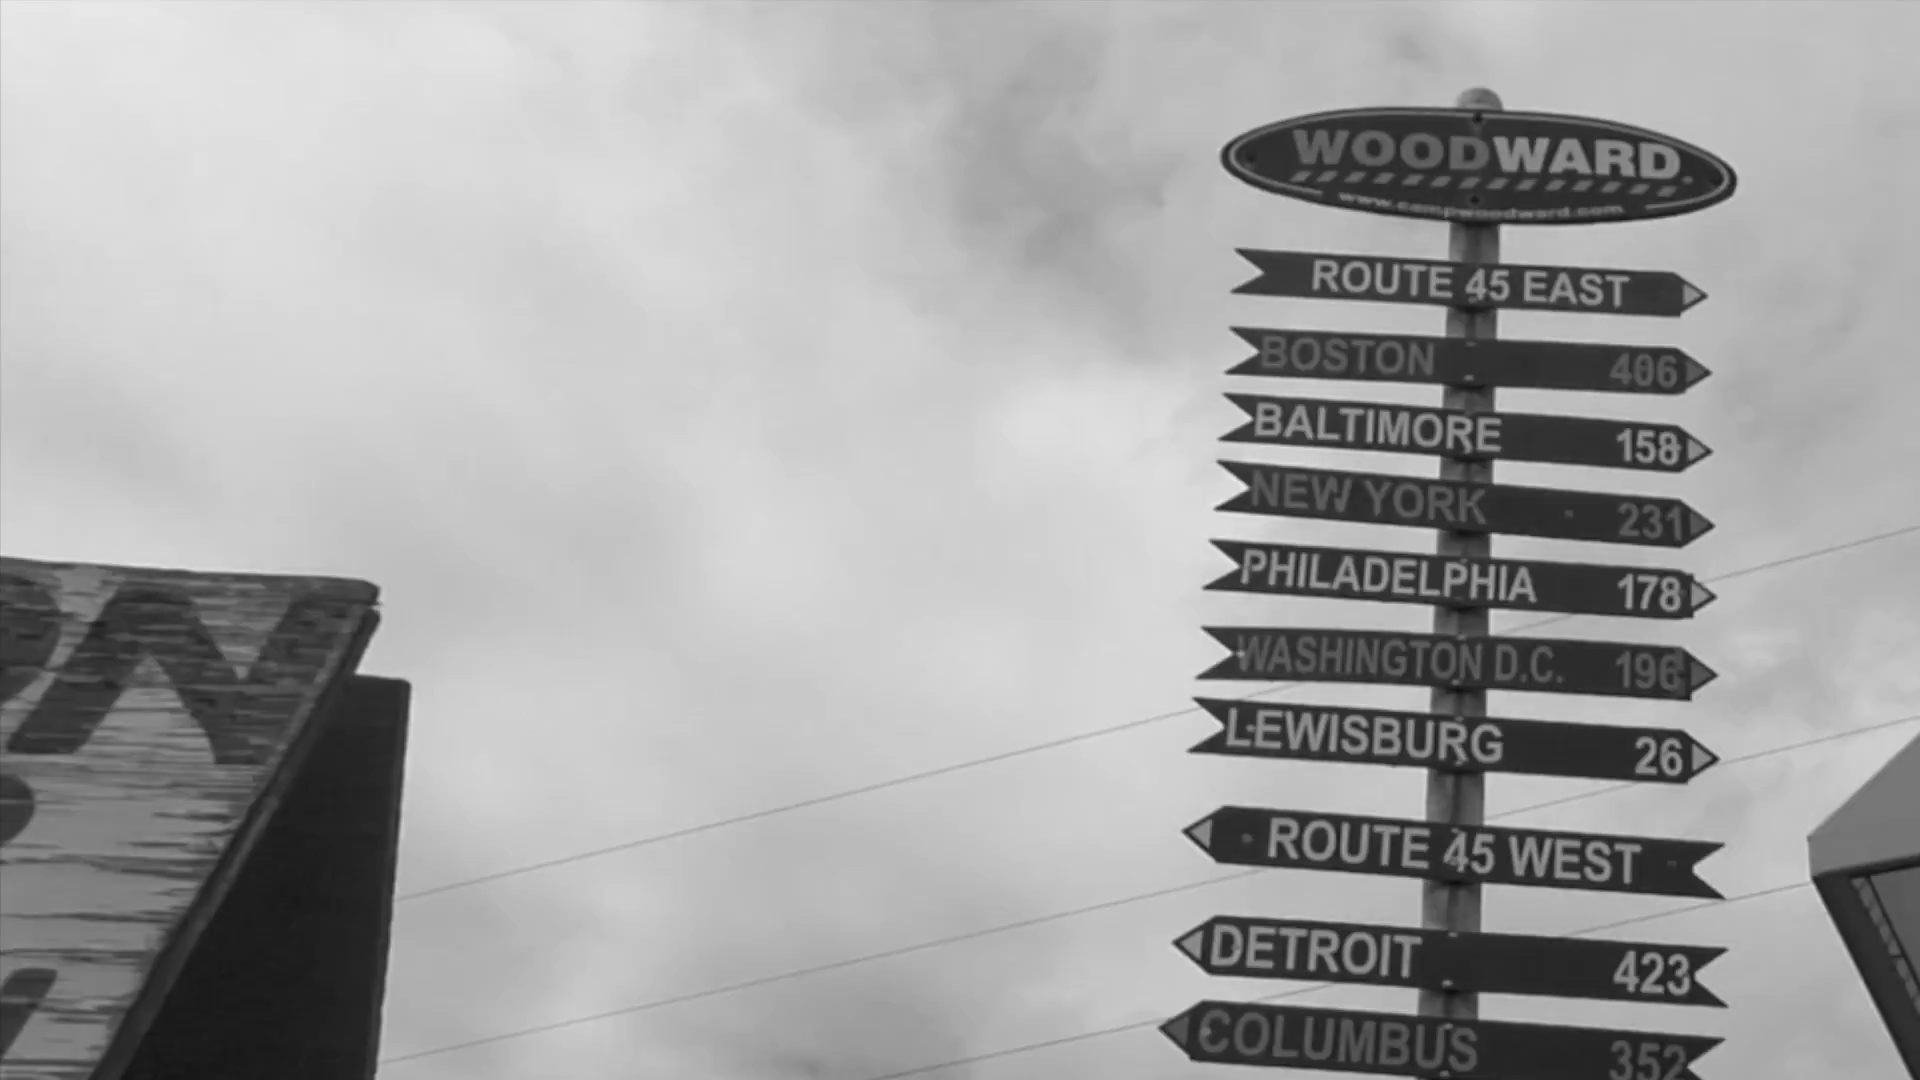 WOODWARD
www.campwoodward.com
ROUTE 45 EAST
BOSTON 406
BALTIMORE 158
NEW YORK 231
PHILADELPHIA 178
WASHINGTON D.C. 196
LEWISBURG 26
ROUTE 45 WEST
DETROIT 423
COLUMBUS 352